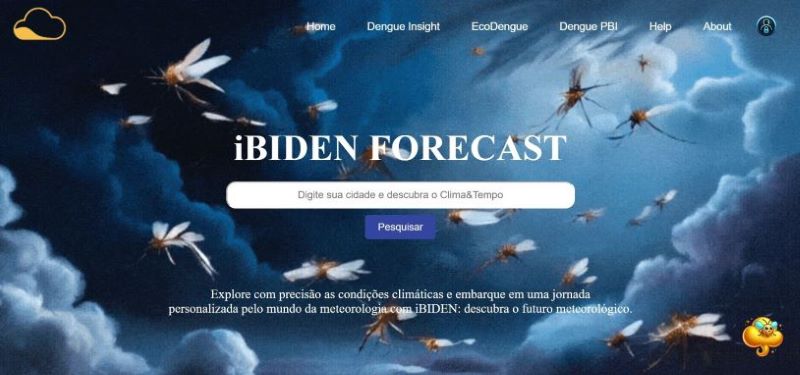 Home Dengue Insight EcoDengue Dengue PBI Help About
iBIDEN FORECAST
Digite sua cidade e descubra o Clima&Tempo
Pesquisar
Explore com precisão as condições climáticas e embarque em uma jornada
personalizada pelo mundo da meteorologia com iBIDEN: descubra o futuro meteorológico.